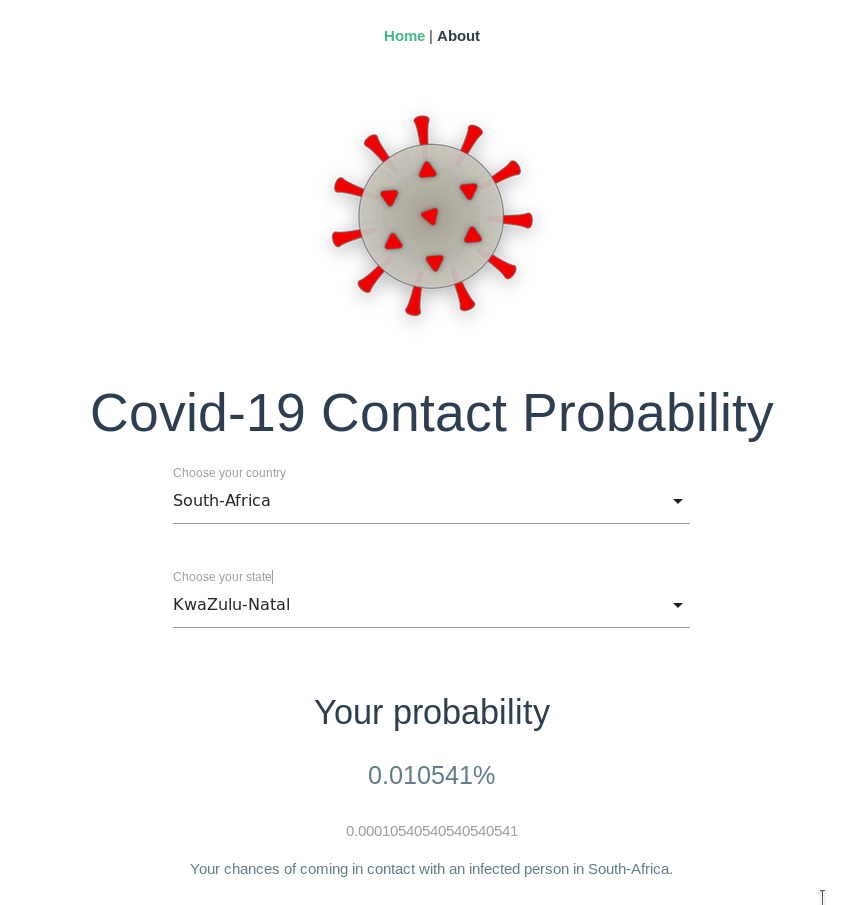 Home | About
Covid-19 Contact Probability
Choose your country
South-Africa
Choose your state
KwaZulu-Natal
Your probability
0.010541%
0.00010540540540540541
Your chances of coming in contact with an infected person in South-Africa.